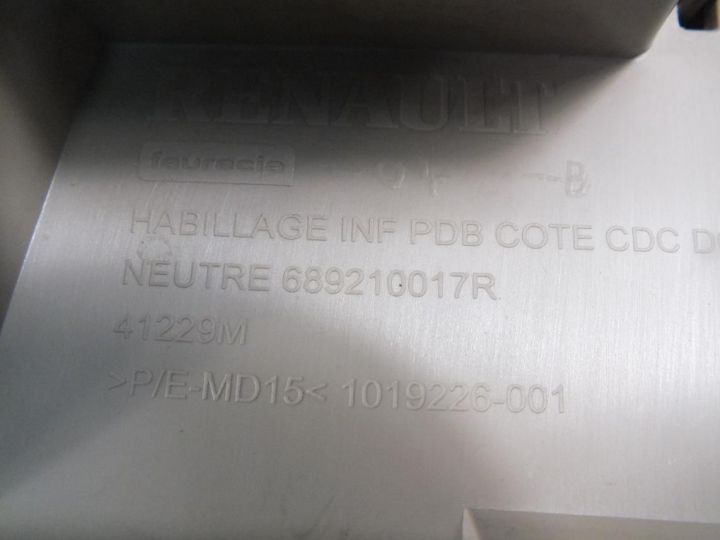 RENAULT
faurecia
B
HABILLAGE INF PDB COTE CDC
NEUTRE 689210017R
41229M
>P/E-MD15< 1019226-001